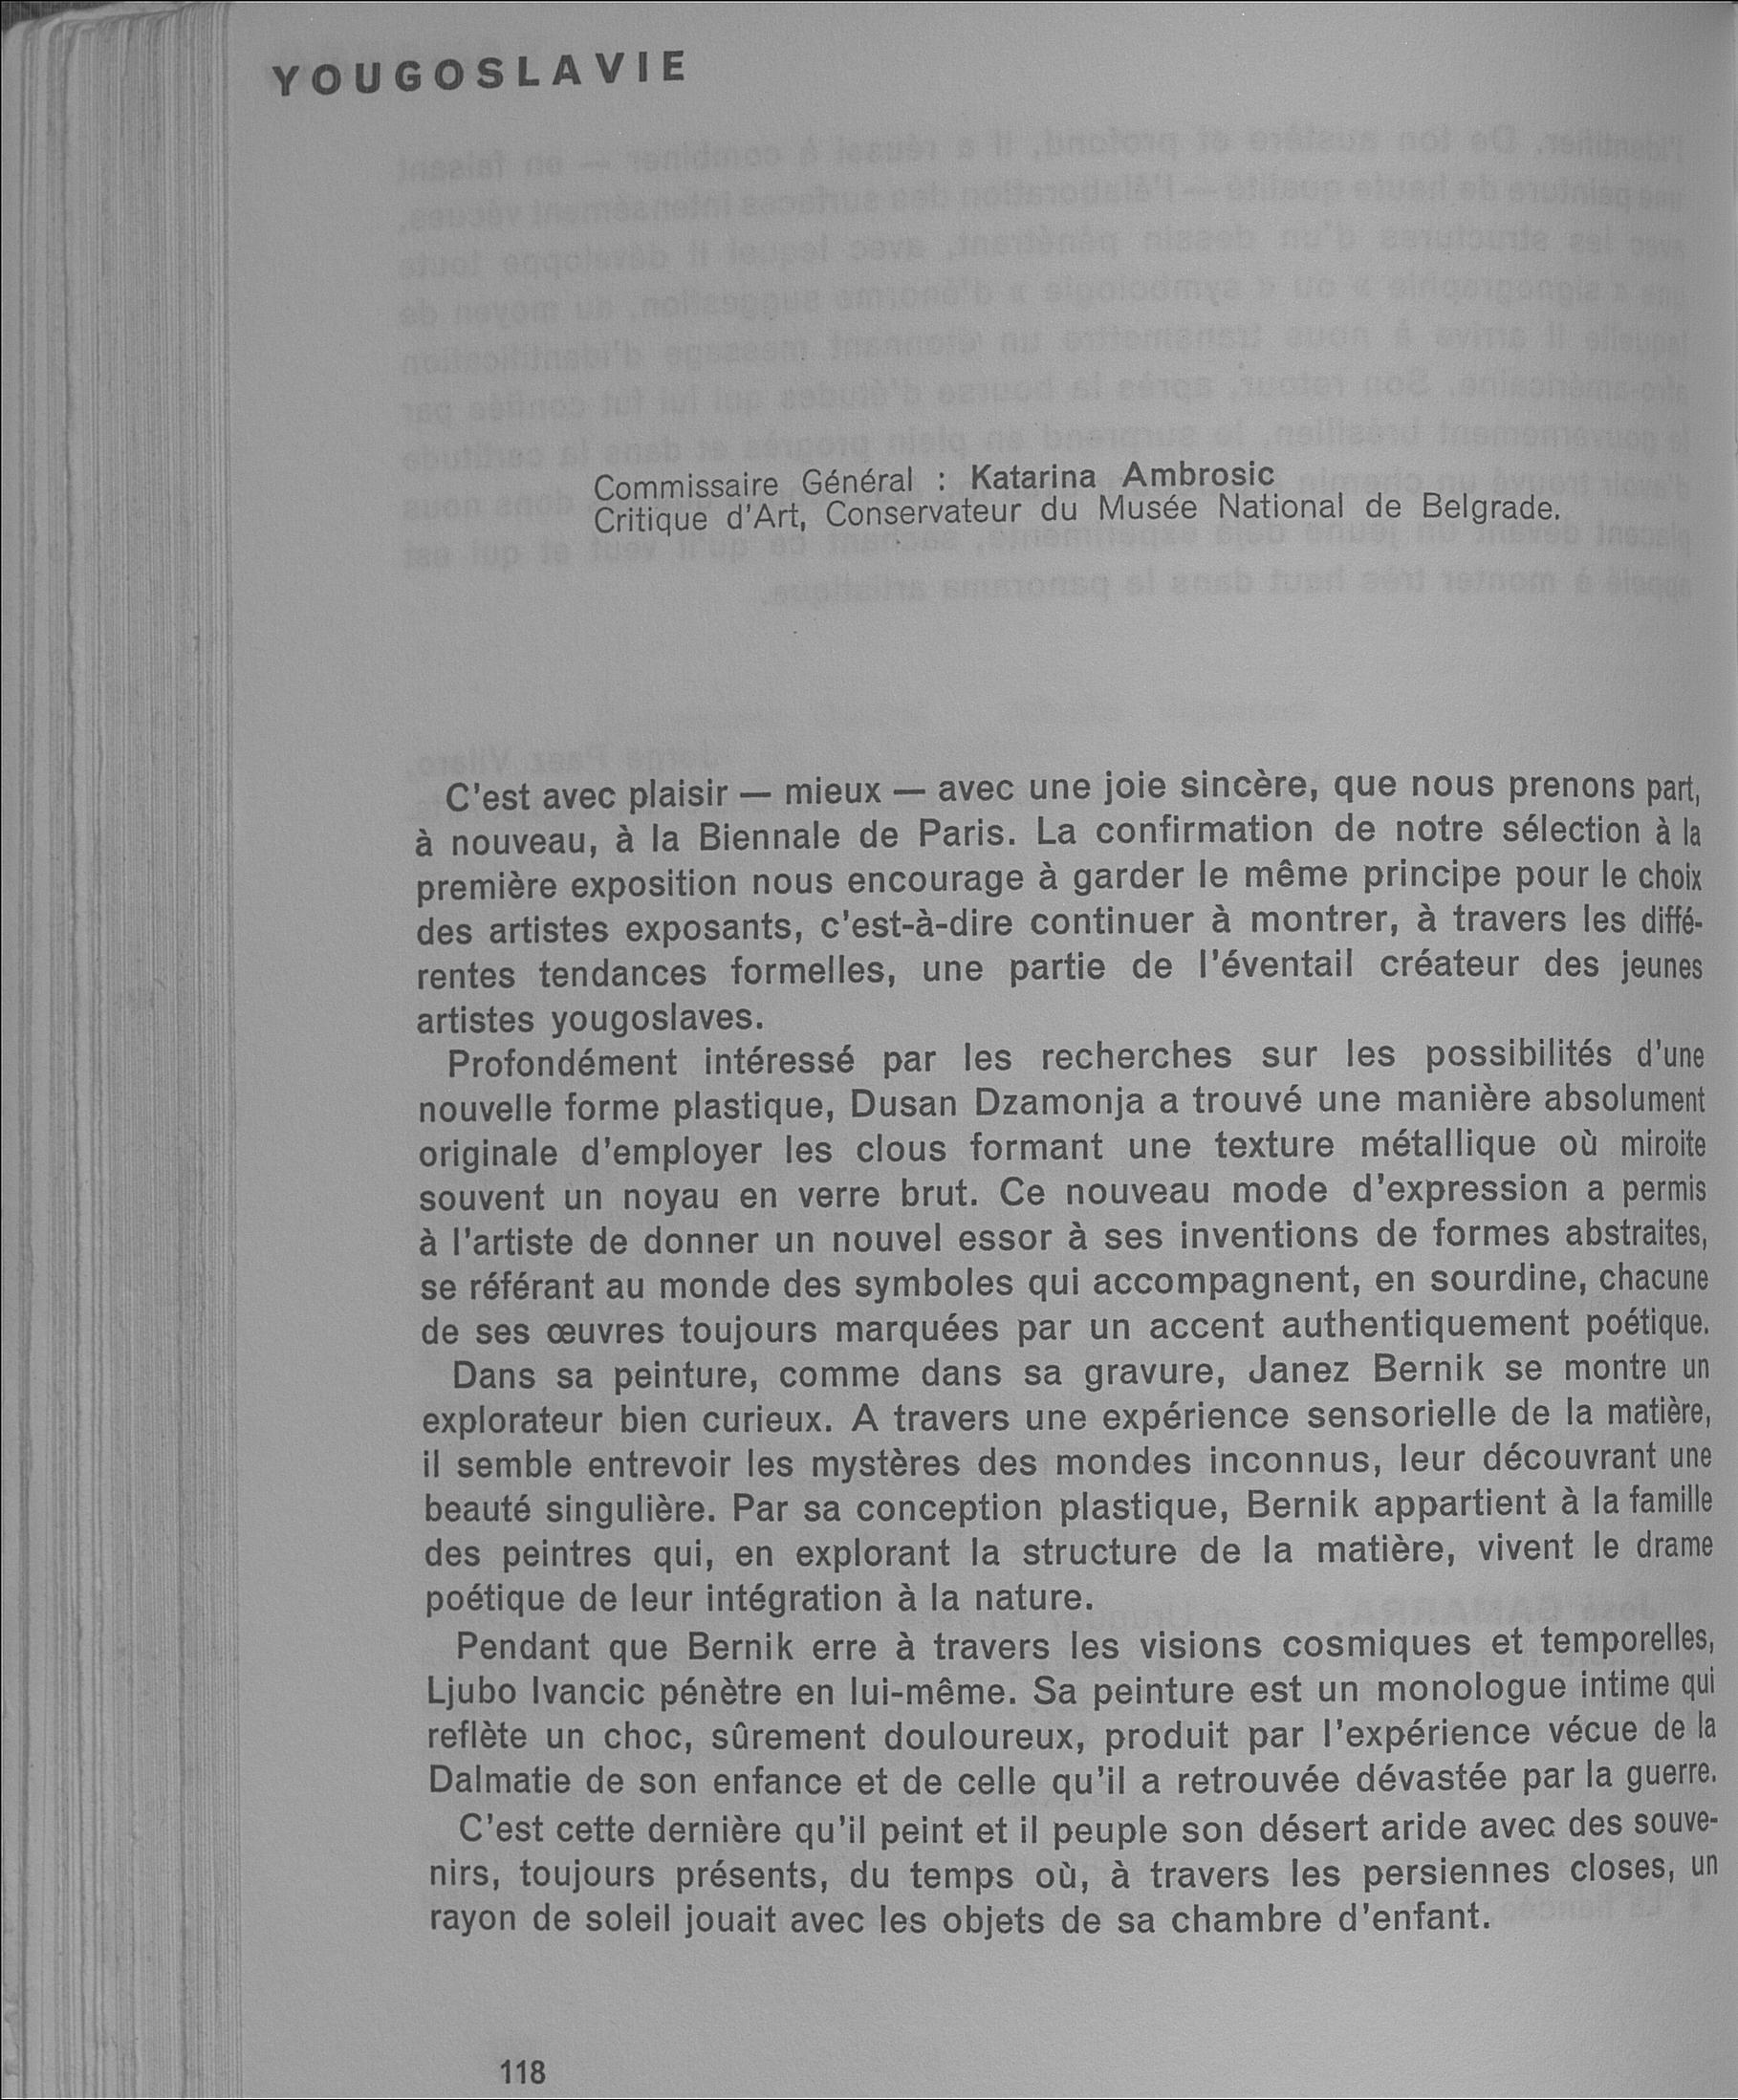 YOUGOSLAVIE
Commissaire Général : Katarina Ambrosic
Critique d'Art, Conservateur du Musée National de Belgrade.
C'est avec plaisir — mieux — avec une joie sincère, que nous prenons part,
à nouveau, à la Biennale de Paris. La confirmation de notre sélection à la
première exposition nous encourage à garder le même principe pour le choix
des artistes exposants, c'est-à-dire continuer à montrer, à travers les diffé-
rentes tendances formelles, une partie de l'éventail créateur des jeunes
artistes yougoslaves.
Profondément intéressé par les recherches sur les possibilités d'une
nouvelle forme plastique, Dusan Dzamonja a trouvé une manière absolument
originale d'employer les clous formant une texture métallique où miroite
souvent un noyau en verre brut. Ce nouveau mode d'expression a permis
à l'artiste de donner un nouvel essor à ses inventions de formes abstraites,
se référant au monde des symboles qui accompagnent, en sourdine, chacune
de ses œuvres toujours marquées par un accent authentiquement poétique.
Dans sa peinture, comme dans sa gravure, Janez Bernik se montre un
explorateur bien curieux. A travers une expérience sensorielle de la matière,
il semble entrevoir les mystères des mondes inconnus, leur découvrant une
beauté singulière. Par sa conception plastique, Bernik appartient à la famille
des peintres qui, en explorant la structure de la matière, vivent le drame
poétique de leur intégration à la nature.
Pendant que Bernik erre à travers les visions cosmiques et temporelles,
Ljubo Ivancic pénètre en lui-même. Sa peinture est un monologue intime qui
reflète un choc, sûrement douloureux, produit par l'expérience vécue de la
Dalmatie de son enfance et de celle qu'il a retrouvée dévastée par la guerre.
C'est cette dernière qu'il peint et il peuple son désert aride avec des souve-
nirs, toujours présents, du temps où, à travers les persiennes closes, un
rayon de soleil jouait avec les objets de sa chambre d'enfant.
118